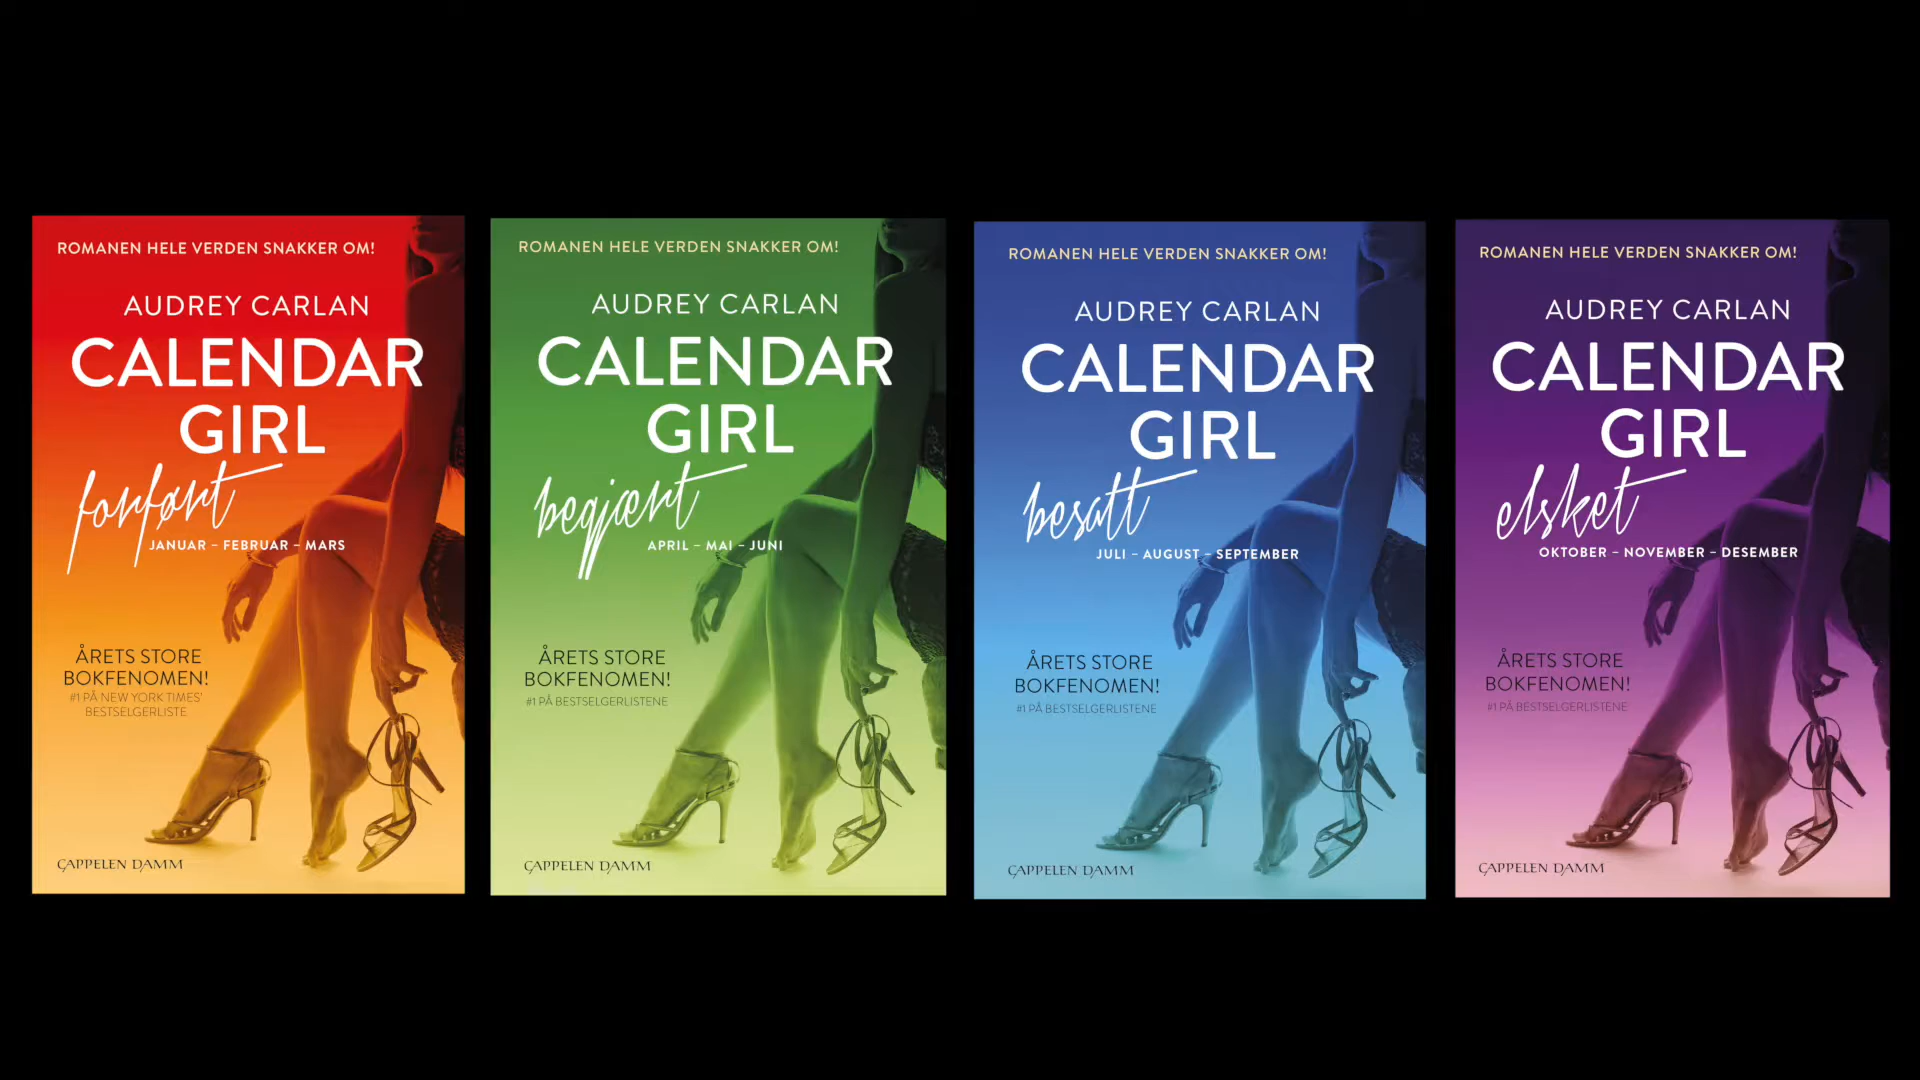 ROMANEN HELE VERDEN SNAKKER OM!
AUDREY CARLAN
CALENDAR
GIRL
forført
JANUAR – FEBRUAR – MARS
ÅRETS STORE
BOKFENOMEN!
#1 PÅ NEW YORK TIMES'
BESTSELGERLISTE
CAPPELEN DAMM
ROMANEN HELE VERDEN SNAKKER OM!
AUDREY CARLAN
CALENDAR
GIRL
begjært
APRIL – MAI – JUNI
ÅRETS STORE
BOKFENOMEN!
#1 PÅ BESTSELGERLISTENE
CAPPELEN DAMM
ROMANEN HELE VERDEN SNAKKER OM!
AUDREY CARLAN
CALENDAR
GIRL
besatt
JULI – AUGUST – SEPTEMBER
ÅRETS STORE
BOKFENOMEN!
#1 PÅ BESTSELGERLISTENE
CAPPELEN DAMM
ROMANEN HELE VERDEN SNAKKER OM!
AUDREY CARLAN
CALENDAR
GIRL
elsket
OKTOBER – NOVEMBER – DESEMBER
ÅRETS STORE
BOKFENOMEN!
#1 PÅ BESTSELGERLISTENE
CAPPELEN DAMM